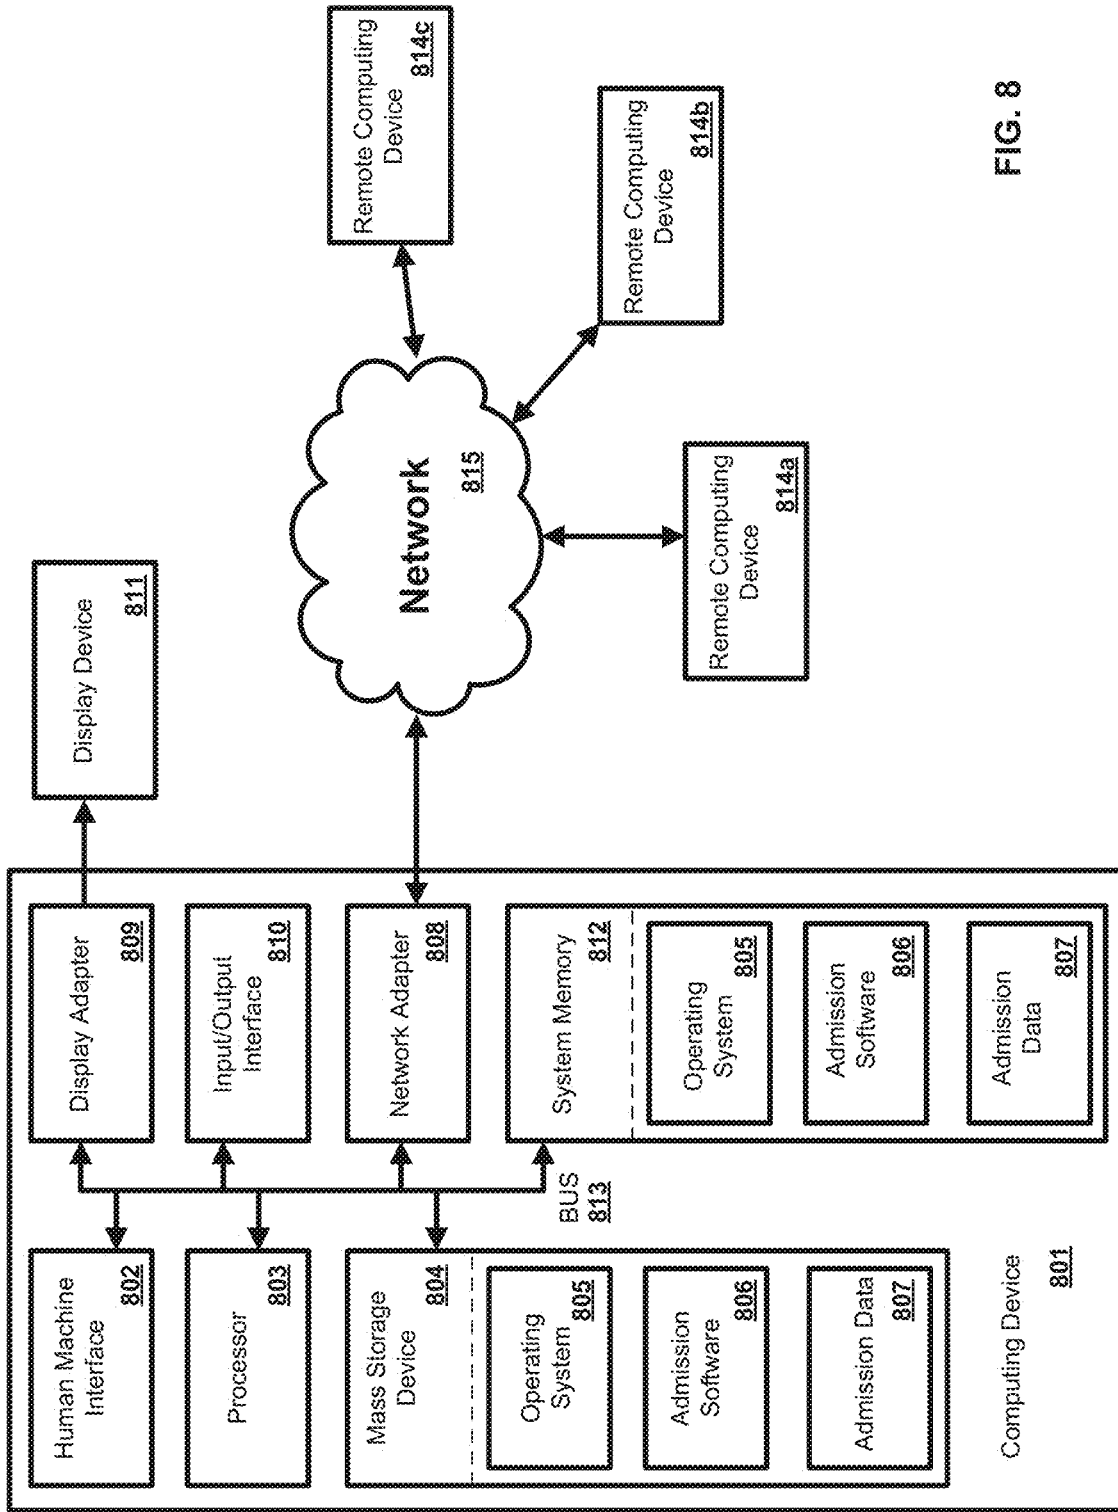 Human Machine
Interface
802
Processor
803
Mass Storage
Device
804
Operating
System
805
Admission
Software
806
Admission Data
807
Computing Device
801
BUS
813
Display Adapter
809
Input/Output
Interface
810
Network Adapter
808
System Memory
812
Operating
System
805
Admission
Software
806
Admission
Data
807
Display Device
811
Network
815
Remote Computing
Device
814a
Remote Computing
Device
814b
Remote Computing
Device
814c
FIG. 8